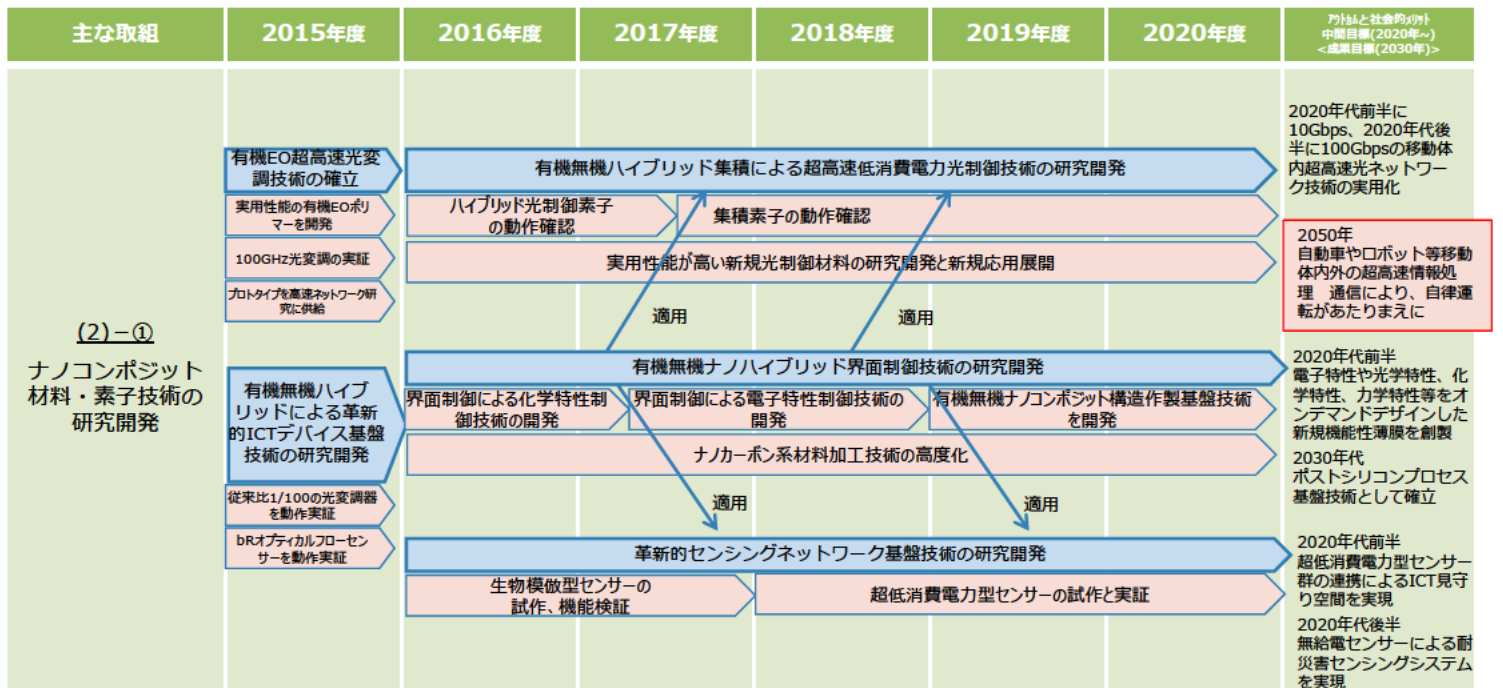 主な取組
2015年度
2016年度
2017年度
2018年度
2019年度
2020年度
アウトカムと社会的メリット
中間目標(2020年~)
<成果目標(2030年)>
(2)-①
ナノコンポジット
材料・素子技術の
研究開発
有機EO超高速光変
調技術の確立
実用性能の有機EOポリ
マーを開発
100GHz光変調の実証
プロトタイプを高速ネットワーク研
究に供給
有機無機ハイブリッド集積による超高速低消費電力光制御技術の研究開発
ハイブリッド光制御素子
の動作確認
集積素子の動作確認
実用性能が高い新規光制御材料の研究開発と新規応用展開
適用
適用
2020年代前半に
10Gbps、2020年代後
半に100Gbpsの移動体
内超高速光ネットワー
ク技術の実用化
2050年
自動車やロボット等移動
体内外の超高速情報処
理 通信により、自律運
転があたりまえに
有機無機ハイブ
リッドによる革新
的ICTデバイス基盤
技術の研究開発
従来比1/100の光変調器
を動作実証
bRオプティカルフローセン
サーを動作実証
有機無機ナノハイブリッド界面制御技術の研究開発
界面制御による化学特性制
御技術の開発
界面制御による電子特性制御技術の
開発
有機無機ナノコンポジット構造作製基盤技術
を開発
ナノカーボン系材料加工技術の高度化
適用
適用
2020年代前半
電子特性や光学特性、化
学特性、力学特性等をオ
ンデマンドデザインした
新規機能性薄膜を創製
2030年代
ポストシリコンプロセス
基盤技術として確立
革新的センシングネットワーク基盤技術の研究開発
生物模倣型センサーの
試作、機能検証
超低消費電力型センサーの試作と実証
2020年代前半
超低消費電力型センサー
群の連携によるICT見守
り空間を実現
2020年代後半
無給電センサーによる耐
災害センシングシステム
を実現